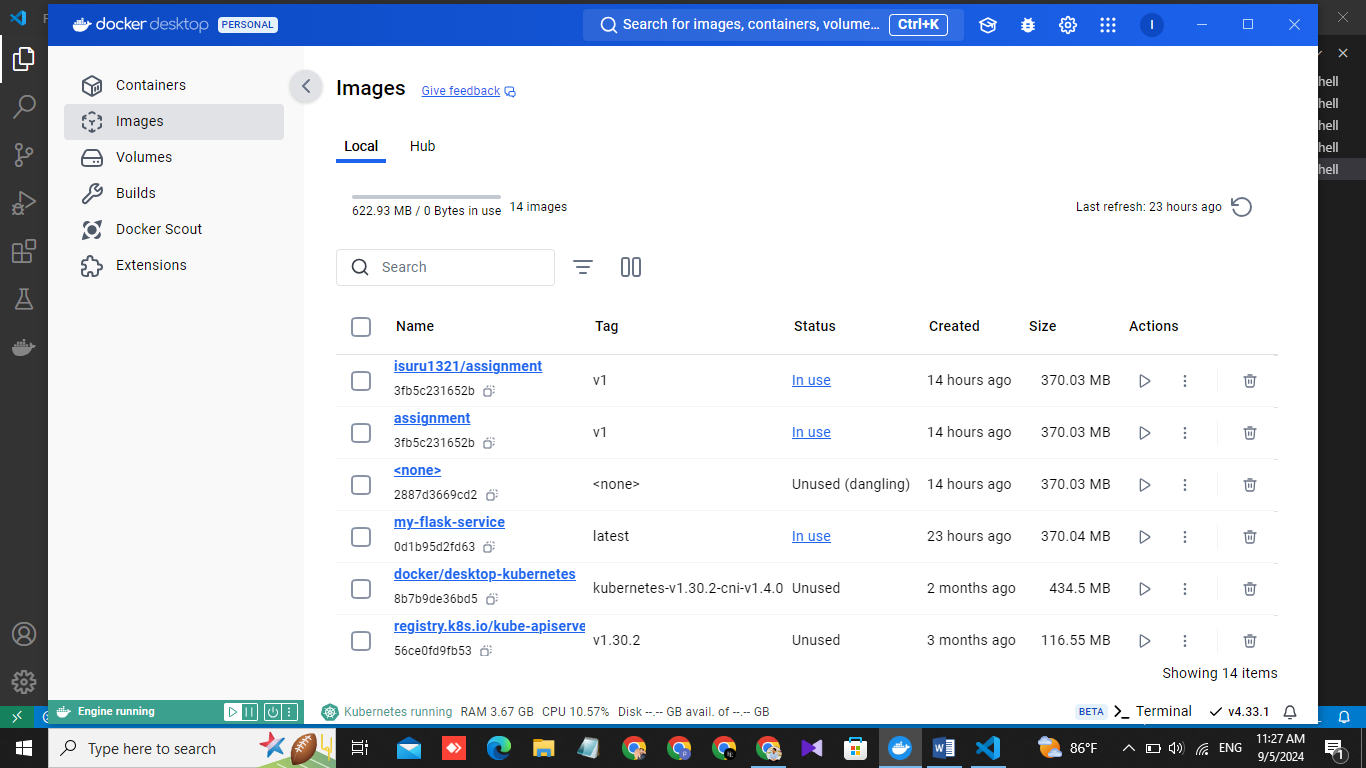 docker desktop PERSONAL
Search for images, containers, volume... Ctrl+K
I
Containers
Images
Volumes
Builds
Docker Scout
Extensions
Images Give feedback
Local Hub
622.93 MB / 0 Bytes in use 14 images
Last refresh: 23 hours ago
Search
Name Tag Status Created Size Actions
isuru1321/assignment
3fb5c231652b
v1 In use 14 hours ago 370.03 MB
assignment
3fb5c231652b
v1 In use 14 hours ago 370.03 MB
<none>
2887d3669cd2
<none> Unused (dangling) 14 hours ago 370.03 MB
my-flask-service
0d1b95d2fd63
latest In use 23 hours ago 370.04 MB
docker/desktop-kubernetes
8b7b9de36bd5
kubernetes-v1.30.2-cni-v1.4.0 Unused 2 months ago 434.5 MB
registry.k8s.io/kube-apiserve
56ce0fd9fb53
v1.30.2 Unused 3 months ago 116.55 MB
Showing 14 items
hell
hell
hell
hell
hell
Engine running
Kubernetes running RAM 3.67 GB CPU 10.57% Disk --.-- GB avail. of --.-- GB
BETA Terminal v4.33.1
Type here to search
86°F
ENG
11:27 AM
9/5/2024
1